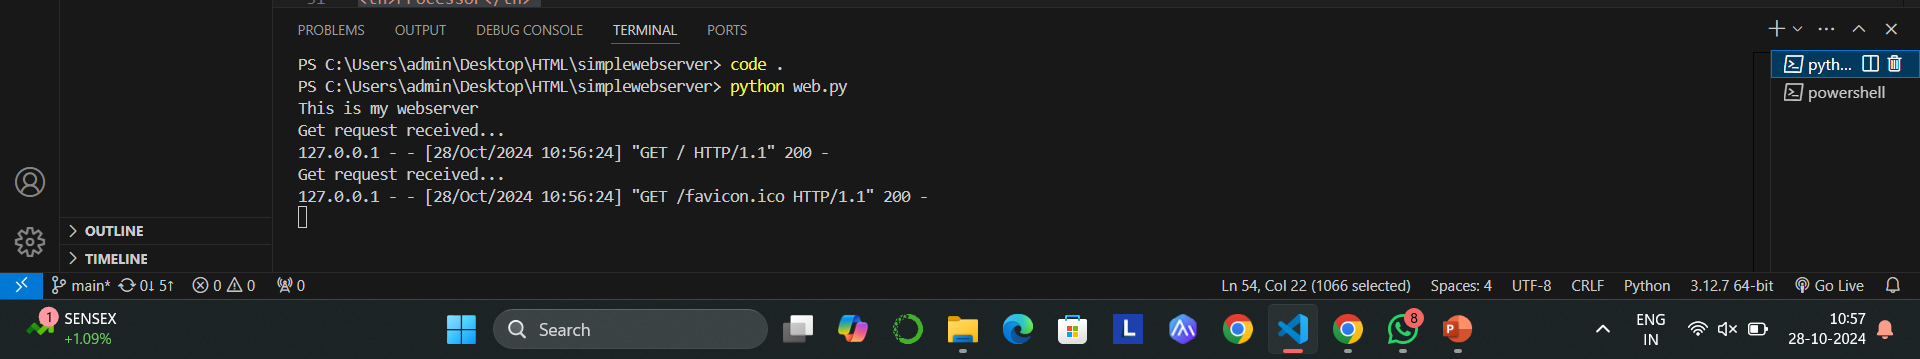 51 <th>Processor</th>
PROBLEMS OUTPUT DEBUG CONSOLE TERMINAL PORTS
PS C:\Users\admin\Desktop\HTML\simplewebserver> code .
PS C:\Users\admin\Desktop\HTML\simplewebserver> python web.py
This is my webserver
Get request received...
127.0.0.1 - - [28/Oct/2024 10:56:24] "GET / HTTP/1.1" 200 -
Get request received...
127.0.0.1 - - [28/Oct/2024 10:56:24] "GET /favicon.ico HTTP/1.1" 200 -
pyth...
powershell
OUTLINE
TIMELINE
main* 0↓ 5↑ 0 0 0 Ln 54, Col 22 (1066 selected) Spaces: 4 UTF-8 CRLF Python 3.12.7 64-bit Go Live
1 SENSEX
+1.09%
Search
L
8
P
ENG
IN
10:57
28-10-2024